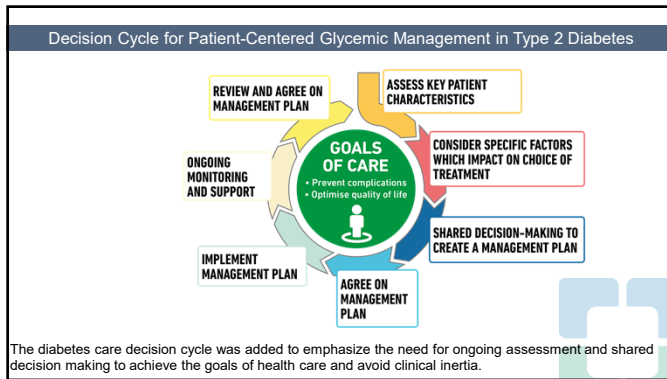 Decision Cycle for Patient-Centered Glycemic Management in Type 2 Diabetes
REVIEW AND AGREE ON
MANAGEMENT PLAN
ASSESS KEY PATIENT
CHARACTERISTICS
GOALS
OF CARE
• Prevent complications
• Optimise quality of life
CONSIDER SPECIFIC FACTORS
WHICH IMPACT ON CHOICE OF
TREATMENT
ONGOING
MONITORING
AND SUPPORT
SHARED DECISION-MAKING TO
CREATE A MANAGEMENT PLAN
IMPLEMENT
MANAGEMENT PLAN
AGREE ON
MANAGEMENT
PLAN
The diabetes care decision cycle was added to emphasize the need for ongoing assessment and shared
decision making to achieve the goals of health care and avoid clinical inertia.